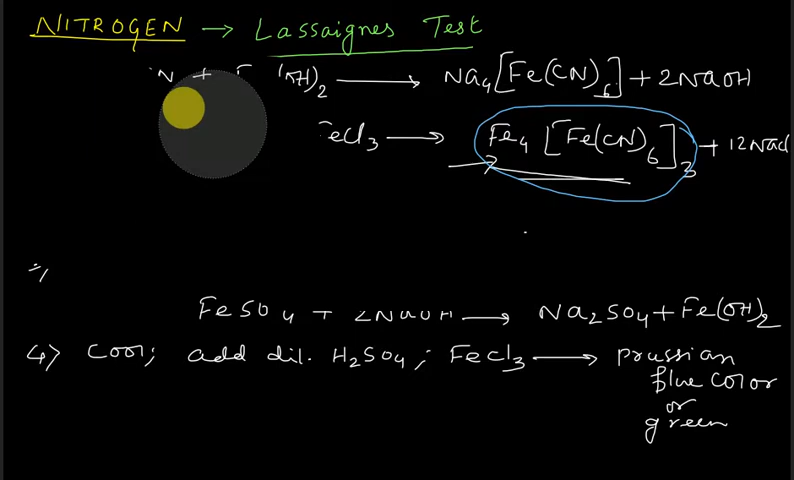 NITROGEN → Lassaignes Test
N + (OH)2 → Na4[Fe(CN)6] + 2NaOH
FeCl3 → Fe4[Fe(CN)6]3 + 12NaCl
FeSO4 + 2NaOH → Na2SO4 + Fe(OH)2
4> Cool; add dil. H2SO4; FeCl3 → prussian
blue color
or
green